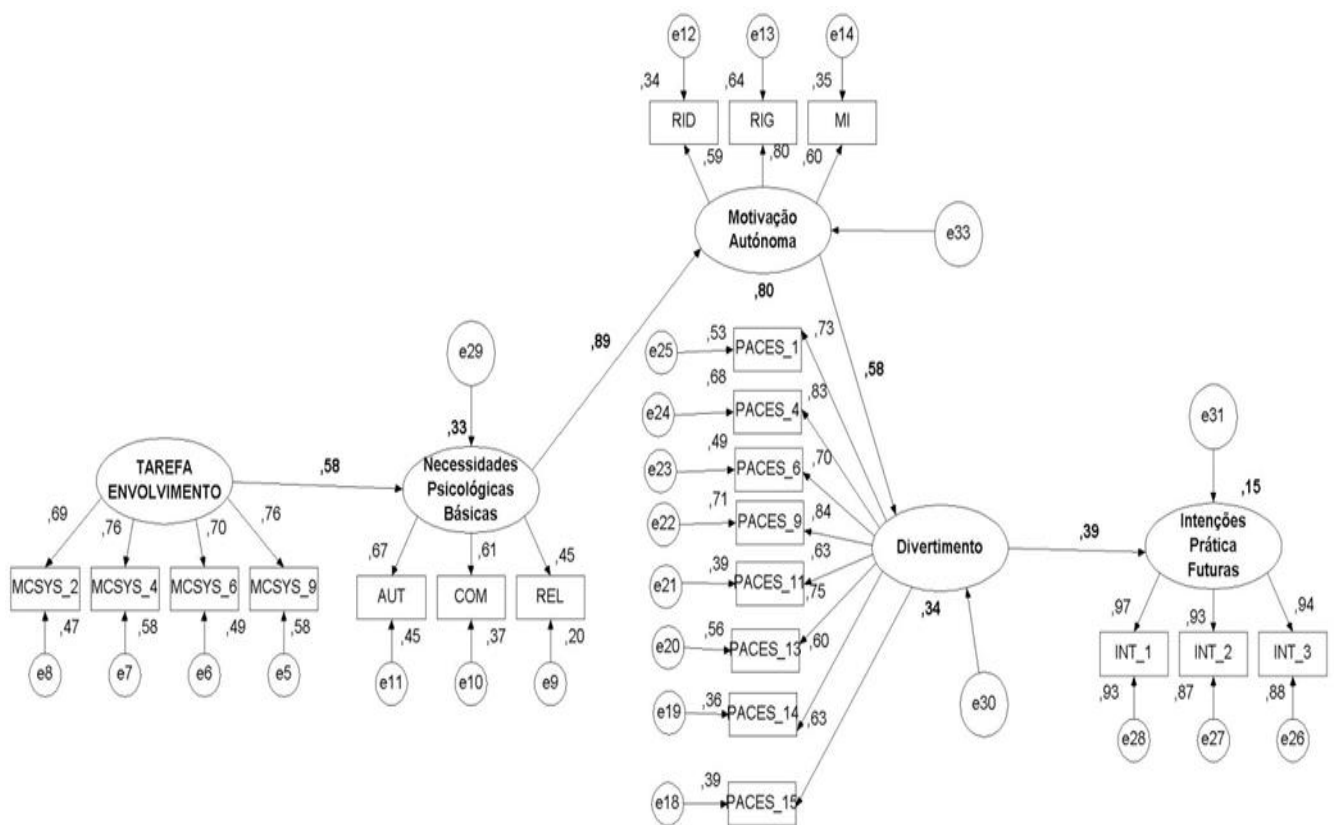 e12 e13 e14
,34 ,64 ,35
RID RIG MI
,59 ,80 ,60
Motivação
Autónoma
e33
,80
e29
,89
,58
e25 ,53 PACES_1 ,73
e24 ,68 PACES_4 ,83
e23 ,49 PACES_6 ,70
e22 ,71 PACES_9 ,84
e21 ,39 PACES_11 ,63
e20 ,56 PACES_13 ,75
e19 ,36 PACES_14 ,60
e18 ,39 PACES_15 ,63
TAREFA
ENVOLVIMENTO
,58
,33
Necessidades
Psicológicas
Básicas
,69 ,76 ,70 ,76
MCSYS_2 MCSYS_4 MCSYS_6 MCSYS_9
,47 ,58 ,49 ,58
e8 e7 e6 e5
,67 ,61 ,45
AUT COM REL
,45 ,37 ,20
e11 e10 e9
Divertimento
,34
e30
,39
e31
,15
Intenções
Prática
Futuras
,97 ,93 ,94
INT_1 INT_2 INT_3
,93 ,87 ,88
e28 e27 e26